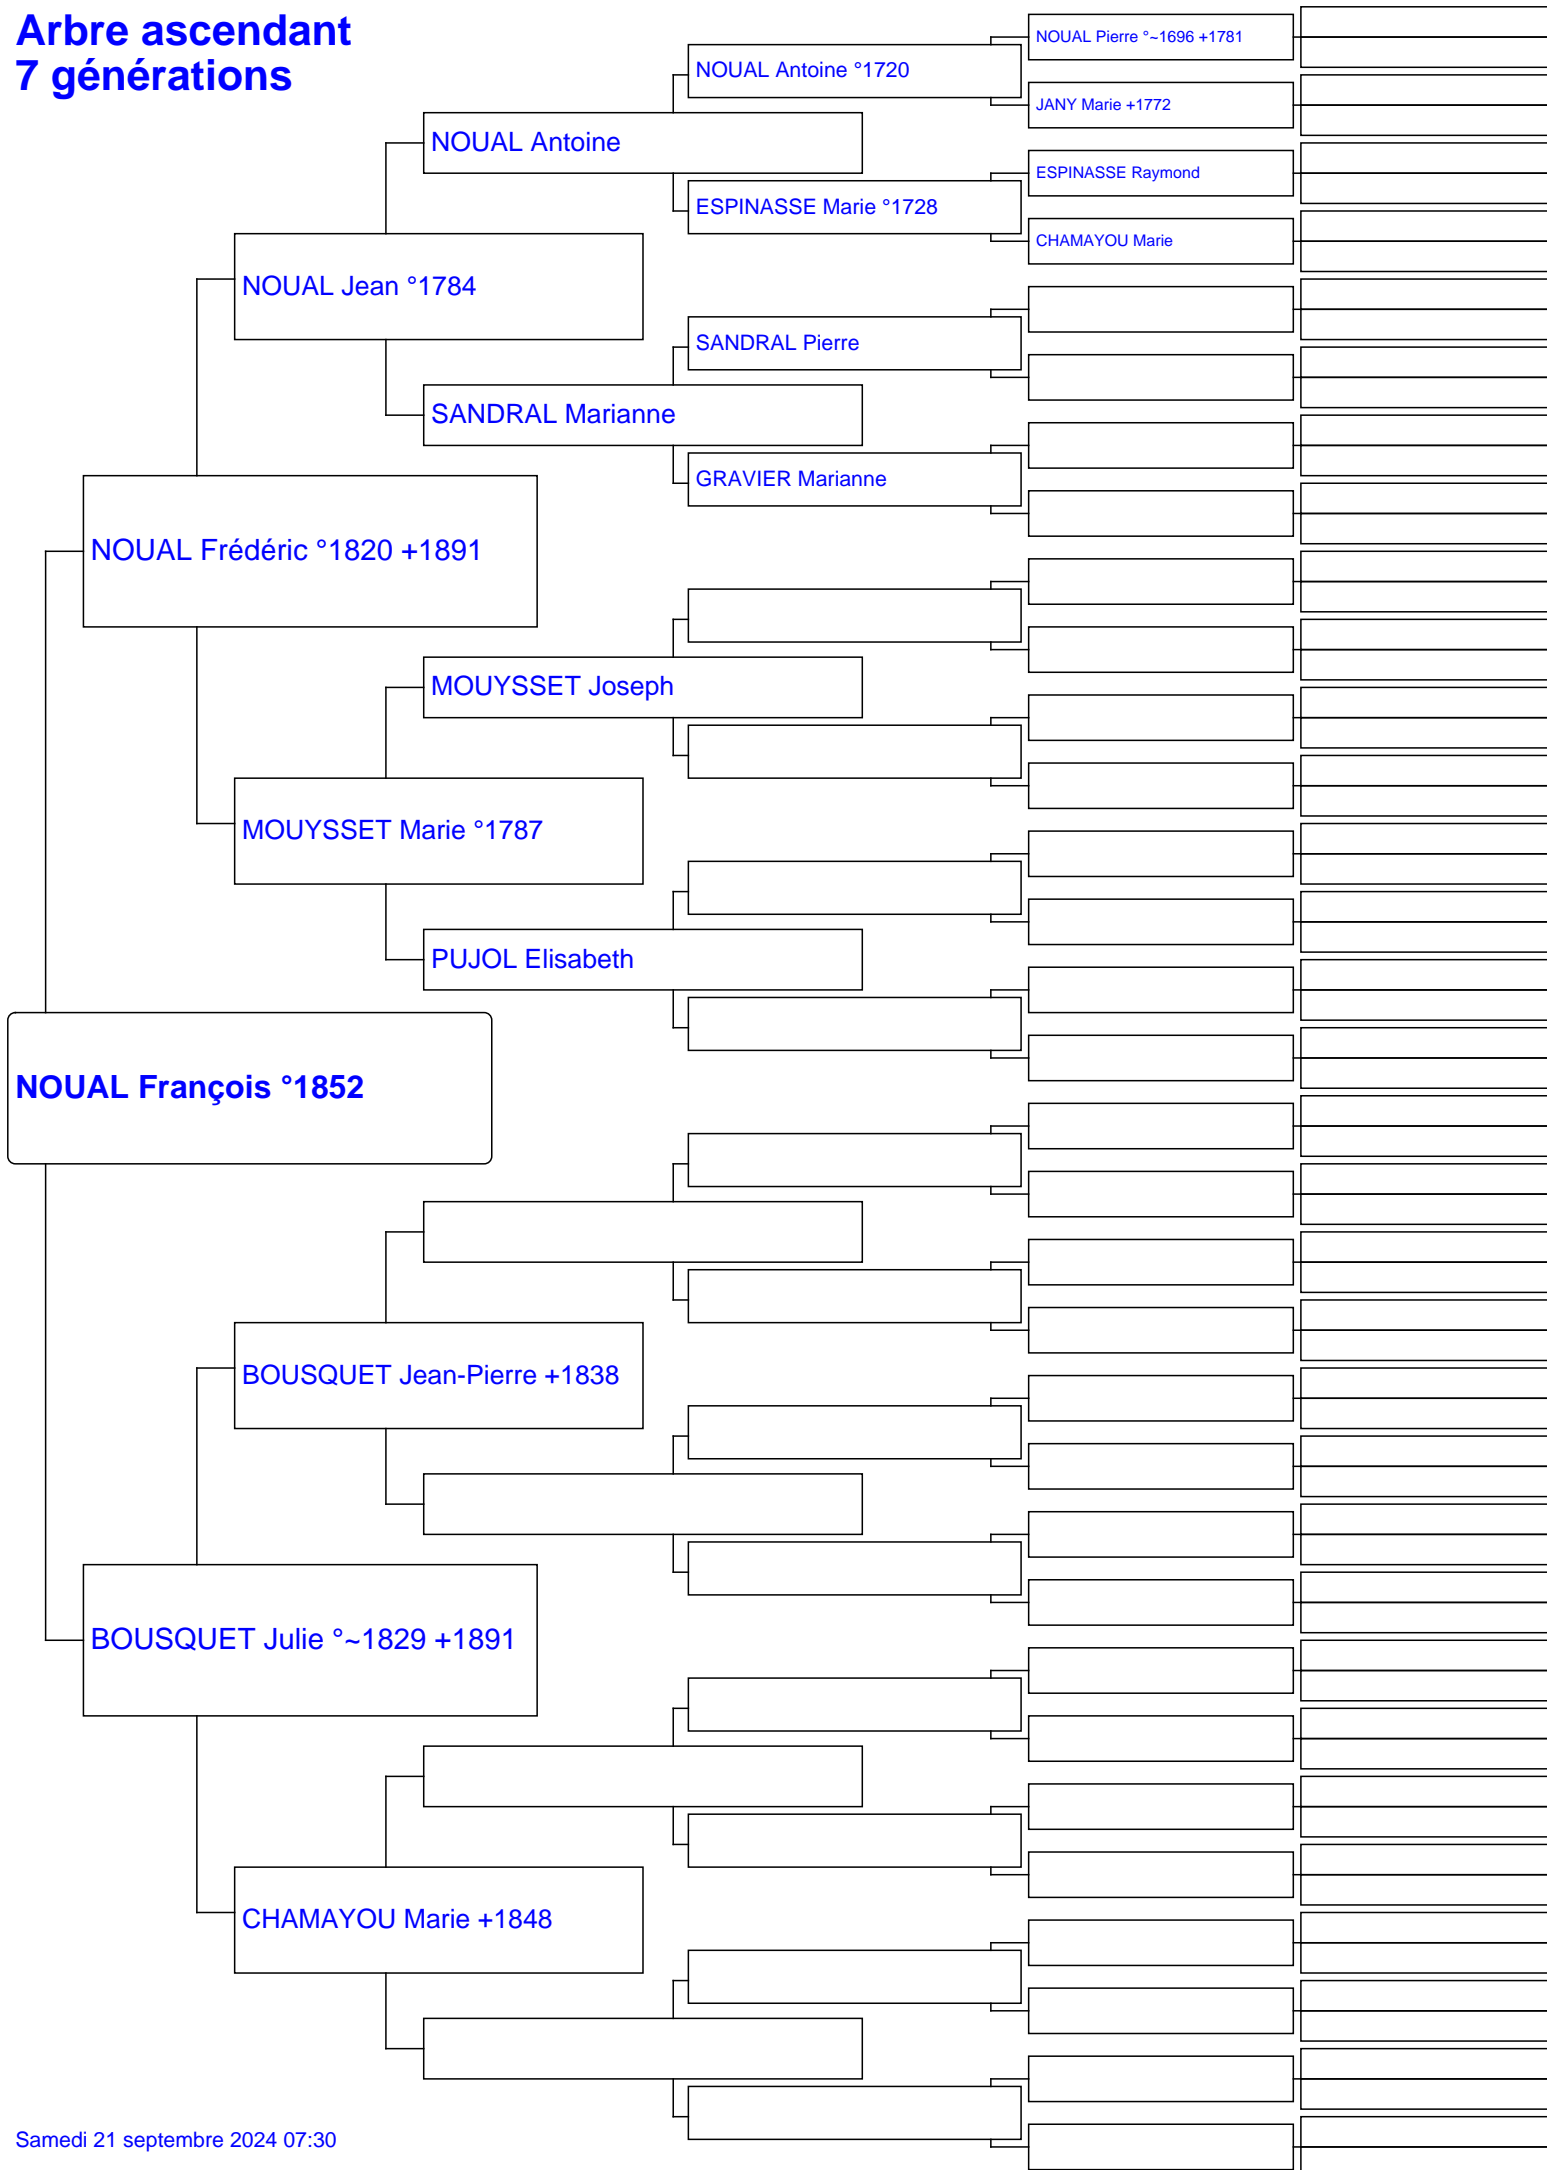 Arbre ascendant
7 générations
NOUAL Pierre °~1696 +1781
NOUAL Antoine °1720
JANY Marie +1772
NOUAL Antoine
ESPINASSE Raymond
ESPINASSE Marie °1728
CHAMAYOU Marie
NOUAL Jean °1784
SANDRAL Pierre
SANDRAL Marianne
GRAVIER Marianne
NOUAL Frédéric °1820 +1891
MOUYSSET Joseph
MOUYSSET Marie °1787
PUJOL Elisabeth
NOUAL François °1852
BOUSQUET Jean-Pierre +1838
BOUSQUET Julie °~1829 +1891
CHAMAYOU Marie +1848
Samedi 21 septembre 2024 07:30